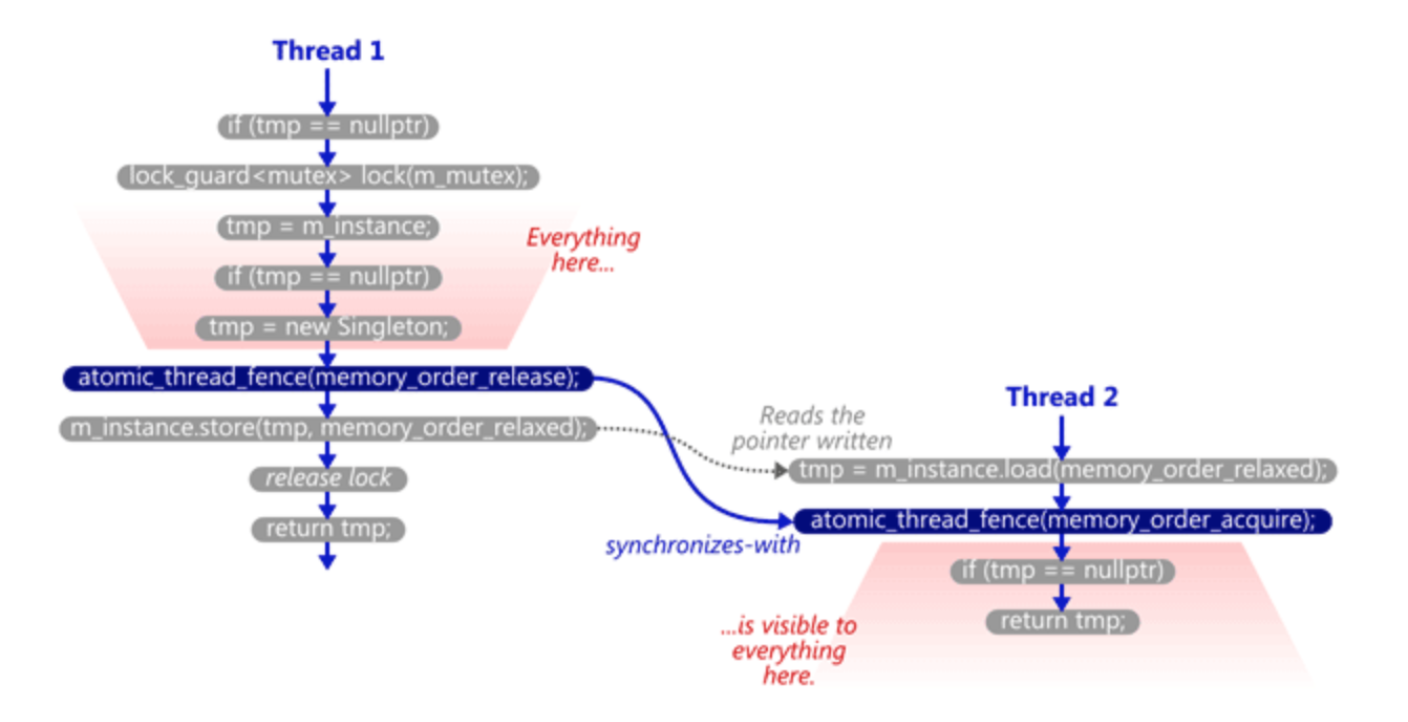 Thread 1
if (tmp == nullptr)
lock_guard<mutex> lock(m_mutex);
tmp = m_instance;
if (tmp == nullptr)
tmp = new Singleton;
Everything
here...
atomic_thread_fence(memory_order_release);
m_instance.store(tmp, memory_order_relaxed);
release lock
return tmp;
Reads the
pointer written
synchronizes-with
Thread 2
tmp = m_instance.load(memory_order_relaxed);
atomic_thread_fence(memory_order_acquire);
if (tmp == nullptr)
return tmp;
...is visible to
everything
here.